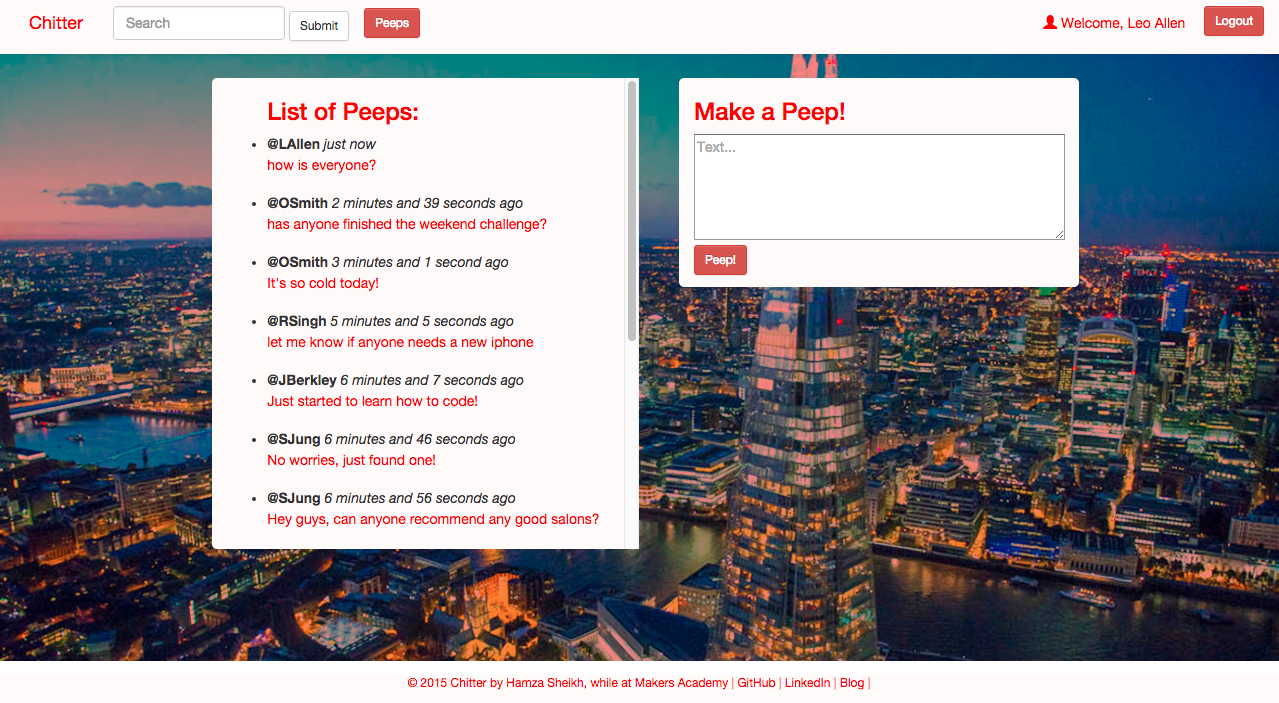 Chitter Search Submit Peeps Welcome, Leo Allen Logout
List of Peeps:
@LAllen just now
how is everyone?
@OSmith 2 minutes and 39 seconds ago
has anyone finished the weekend challenge?
@OSmith 3 minutes and 1 second ago
It's so cold today!
@RSingh 5 minutes and 5 seconds ago
let me know if anyone needs a new iphone
@JBerkley 6 minutes and 7 seconds ago
Just started to learn how to code!
@SJung 6 minutes and 46 seconds ago
No worries, just found one!
@SJung 6 minutes and 56 seconds ago
Hey guys, can anyone recommend any good salons?
Make a Peep!
Text...
Peep!
© 2015 Chitter by Hamza Sheikh, while at Makers Academy | GitHub | LinkedIn | Blog |